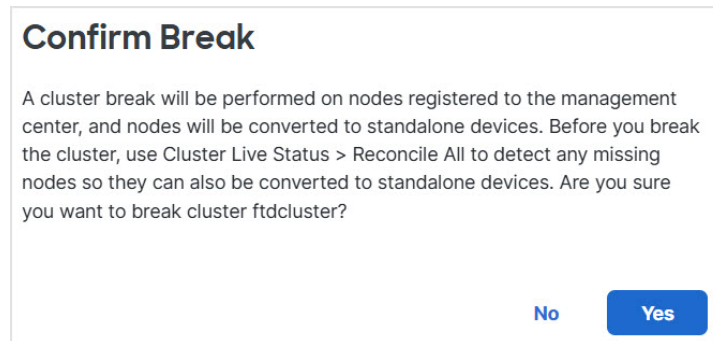 Confirm Break
A cluster break will be performed on nodes registered to the management
center, and nodes will be converted to standalone devices. Before you break
the cluster, use Cluster Live Status > Reconcile All to detect any missing
nodes so they can also be converted to standalone devices. Are you sure
you want to break cluster ftdcluster?
No Yes